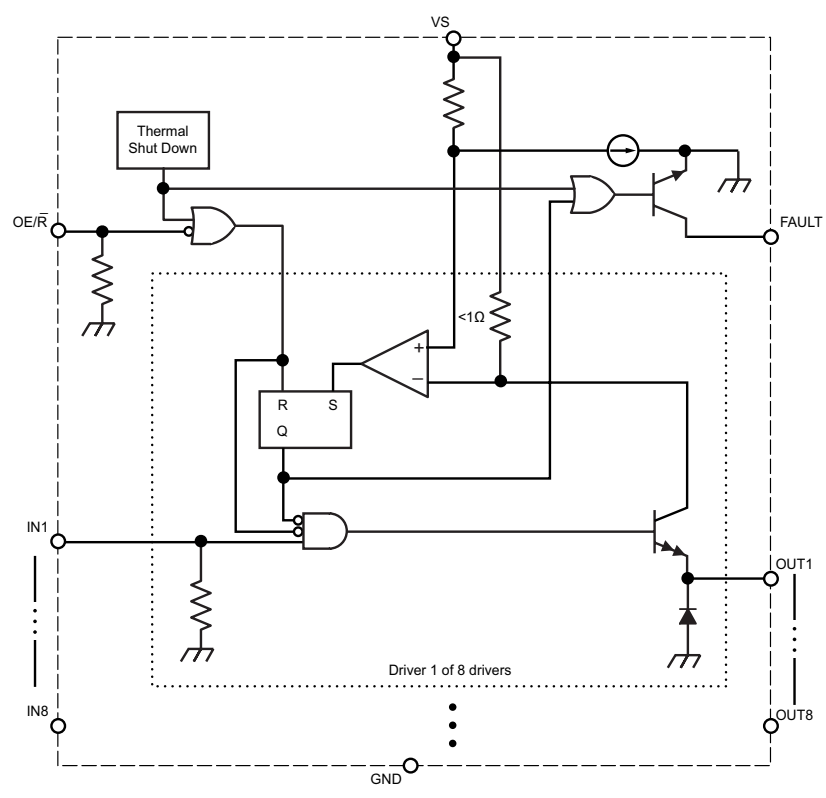 VS
Thermal
Shut Down
OE/R̅
FAULT
<1Ω
+
−
R S
Q
IN1
OUT1
Driver 1 of 8 drivers
IN8
OUT8
GND